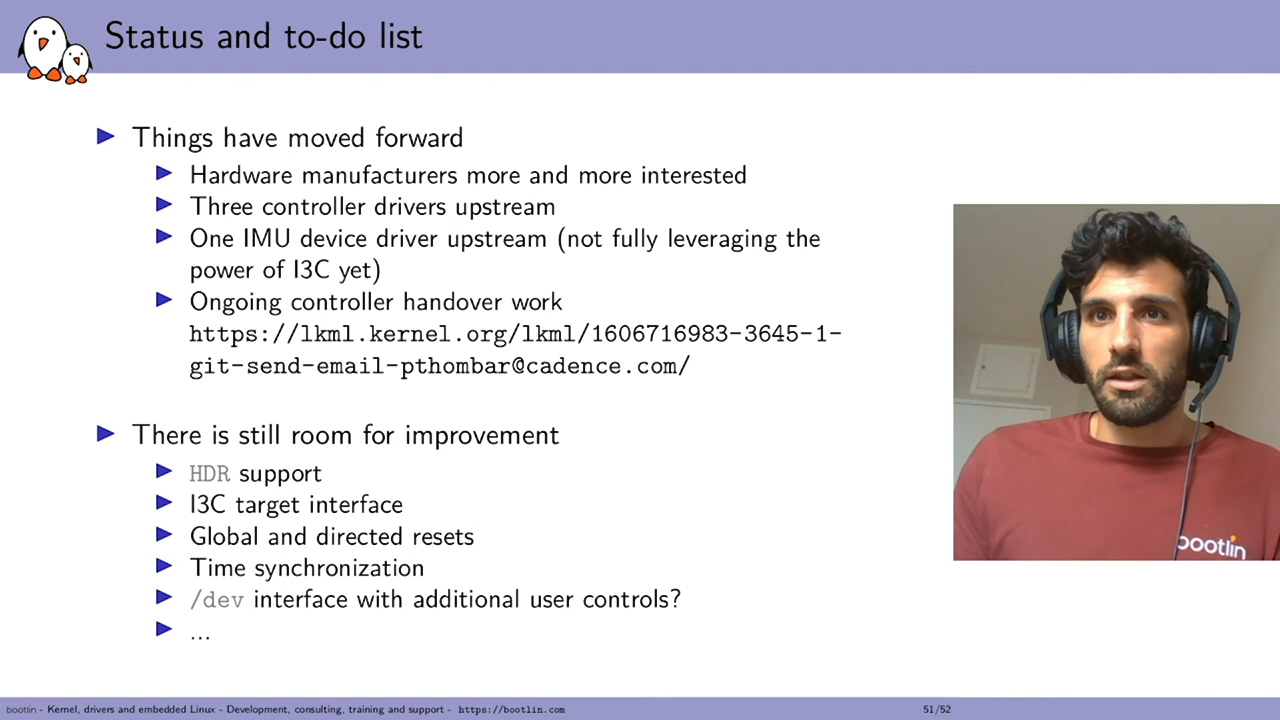 Status and to-do list
Things have moved forward
Hardware manufacturers more and more interested
Three controller drivers upstream
One IMU device driver upstream (not fully leveraging the
power of I3C yet)
Ongoing controller handover work
https://lkml.kernel.org/lkml/1606716983-3645-1-
git-send-email-pthombar@cadence.com/
There is still room for improvement
HDR support
I3C target interface
Global and directed resets
Time synchronization
/dev interface with additional user controls?
...
bootlin
bootlin - Kernel, drivers and embedded Linux - Development, consulting, training and support - https://bootlin.com
51/52